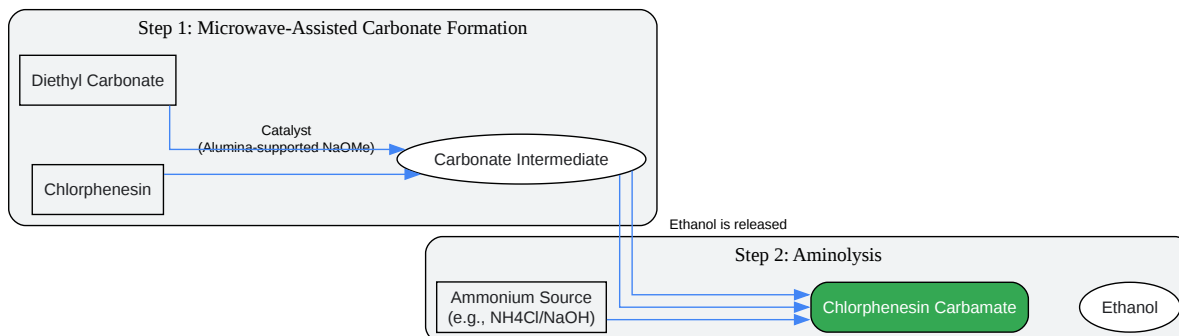 Step 1: Microwave-Assisted Carbonate Formation
Diethyl Carbonate
Catalyst
(Alumina-supported NaOMe)
Carbonate Intermediate
Chlorphenesin
Ethanol is released
Step 2: Aminolysis
Ammonium Source
(e.g., NH4Cl/NaOH)
Chlorphenesin Carbamate
Ethanol